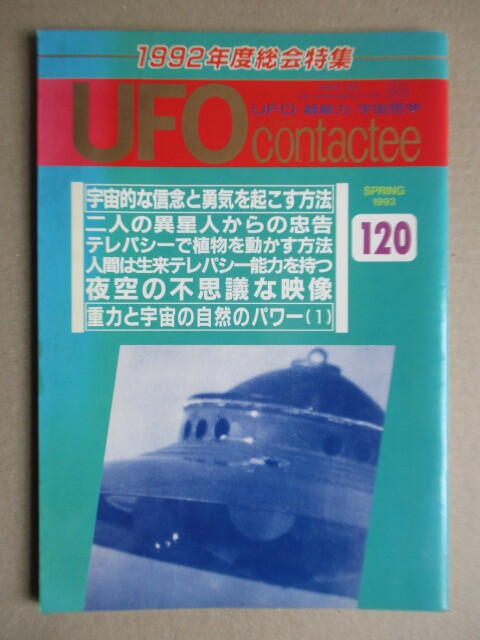 1992年度総会特集
UFO
UFO・超能力・宇宙哲学
contactee
SPRING
1993
120
宇宙的な信念と勇気を起こす方法
二人の異星人からの忠告
テレパシーで植物を動かす方法
人間は生来テレパシー能力を持つ
夜空の不思議な映像
重力と宇宙の自然のパワー(1)